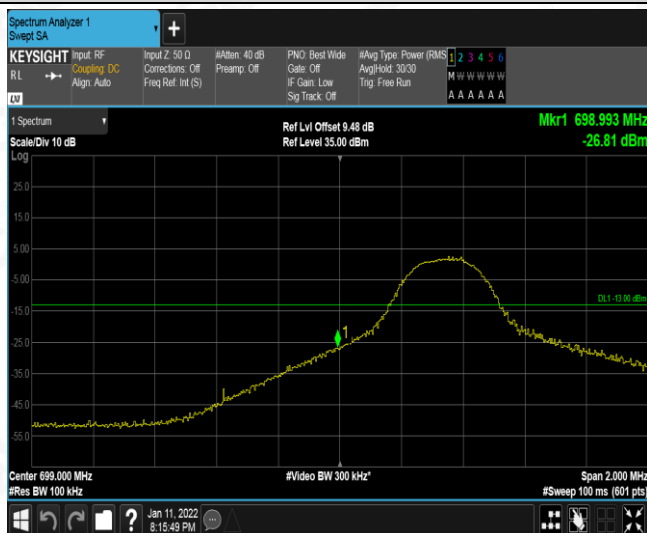 Spectrum Analyzer 1
Swept SA
KEYSIGHT
RL
Input: RF
Coupling: DC
Align: Auto
Input Z: 50 Ω
Corrections: Off
Freq Ref: Int (S)
#Atten: 40 dB
Preamp: Off
PNO: Best Wide
Gate: Off
IF Gain: Low
Sig Track: Off
#Avg Type: Power (RMS
Avg|Hold: 30/30
Trig: Free Run
1 2 3 4 5 6
M W W W W W
A A A A A A
LXI
1 Spectrum
Scale/Div 10 dB
Log
Ref Lvl Offset 9.48 dB
Ref Level 35.00 dBm
Mkr1 698.993 MHz
-26.81 dBm
25.0
15.0
5.00
-5.00
-15.0
-25.0
-35.0
-45.0
-55.0
DL1 -13.00 dBm
1
Center 699.000 MHz
#Res BW 100 kHz
#Video BW 300 kHz*
Span 2.000 MHz
#Sweep 100 ms (601 pts)
?
Jan 11, 2022
8:15:49 PM